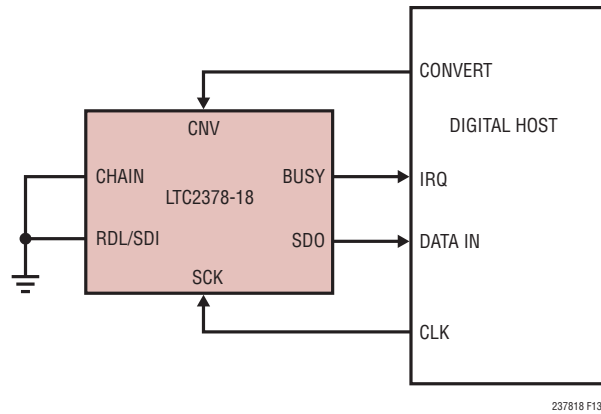 CONVERT
CNV
DIGITAL HOST
CHAIN
BUSY
IRQ
LTC2378-18
RDL/SDI
SDO
DATA IN
SCK
CLK
237818 F13